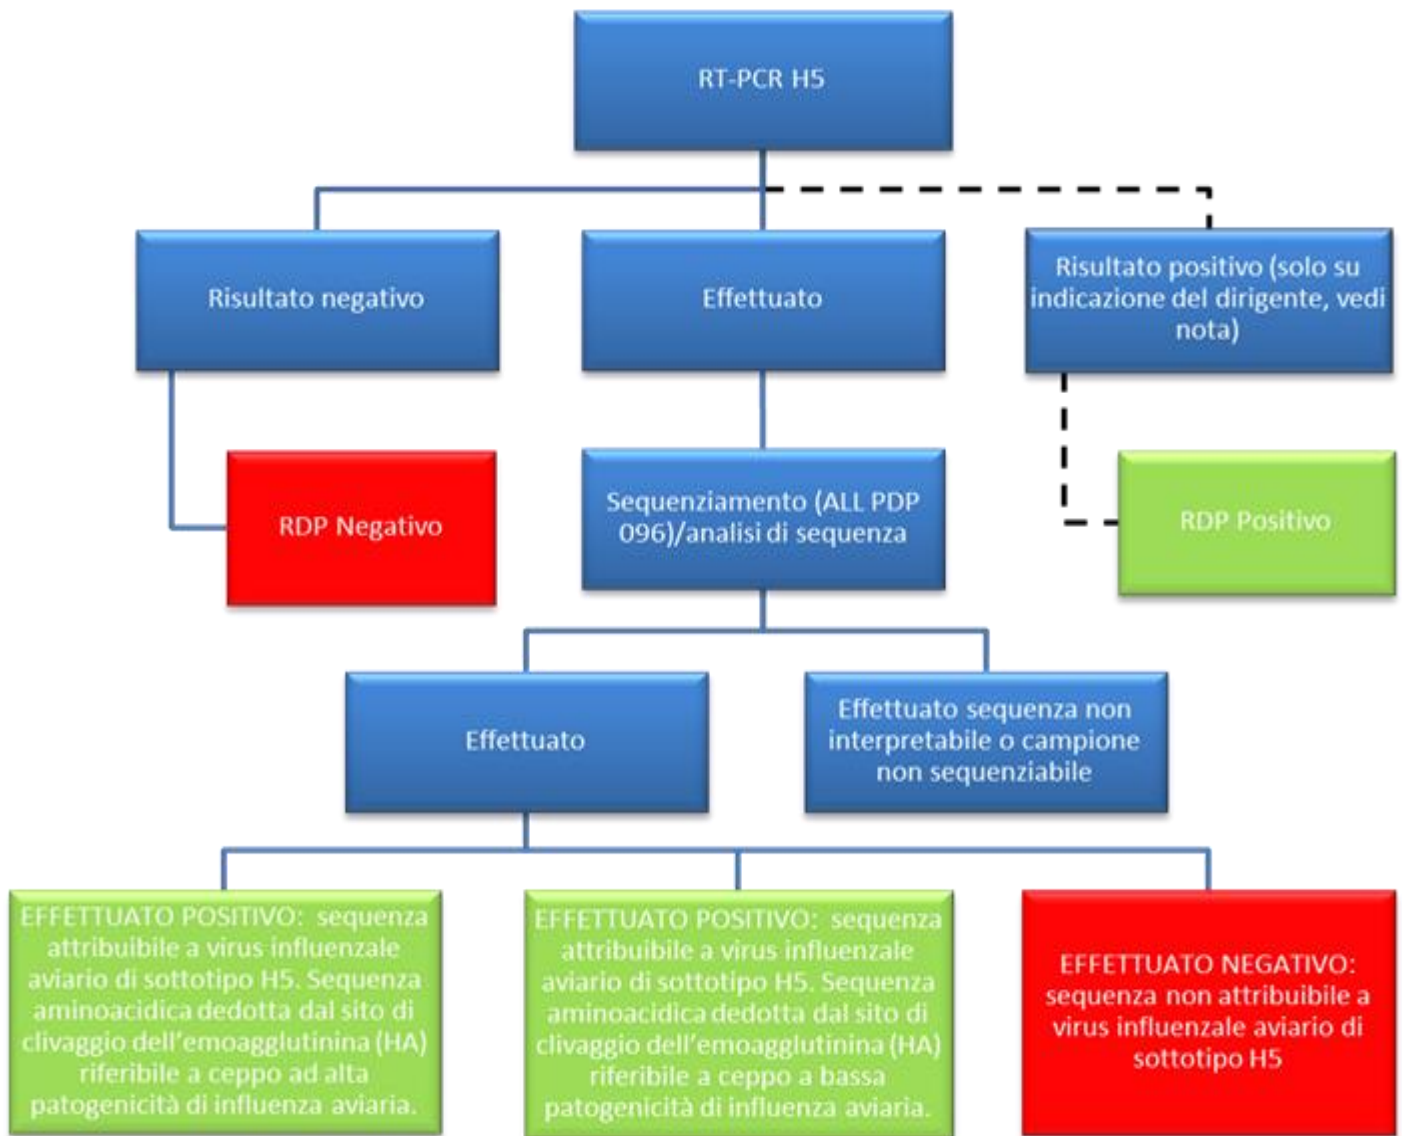 RT-PCR H5
Risultato negativo
Effettuato
Risultato positivo (solo su
indicazione del dirigente, vedi
nota)
RDP Negativo
Sequenziamento (ALL PDP
096)/analisi di sequenza
RDP Positivo
Effettuato
Effettuato sequenza non
interpretabile o campione
non sequenziabile
EFFETTUATO POSITIVO: sequenza
attribuibile a virus influenzale
aviario di sottotipo H5. Sequenza
aminoacidica dedotta dal sito di
clivaggio dell'emoagglutinina (HA)
riferibile a ceppo ad alta
patogenicità di influenza aviaria.
EFFETTUATO POSITIVO: sequenza
attribuibile a virus influenzale
aviario di sottotipo H5. Sequenza
aminoacidica dedotta dal sito di
clivaggio dell'emoagglutinina (HA)
riferibile a ceppo a bassa
patogenicità di influenza aviaria.
EFFETTUATO NEGATIVO:
sequenza non attribuibile a
virus influenzale aviario di
sottotipo H5